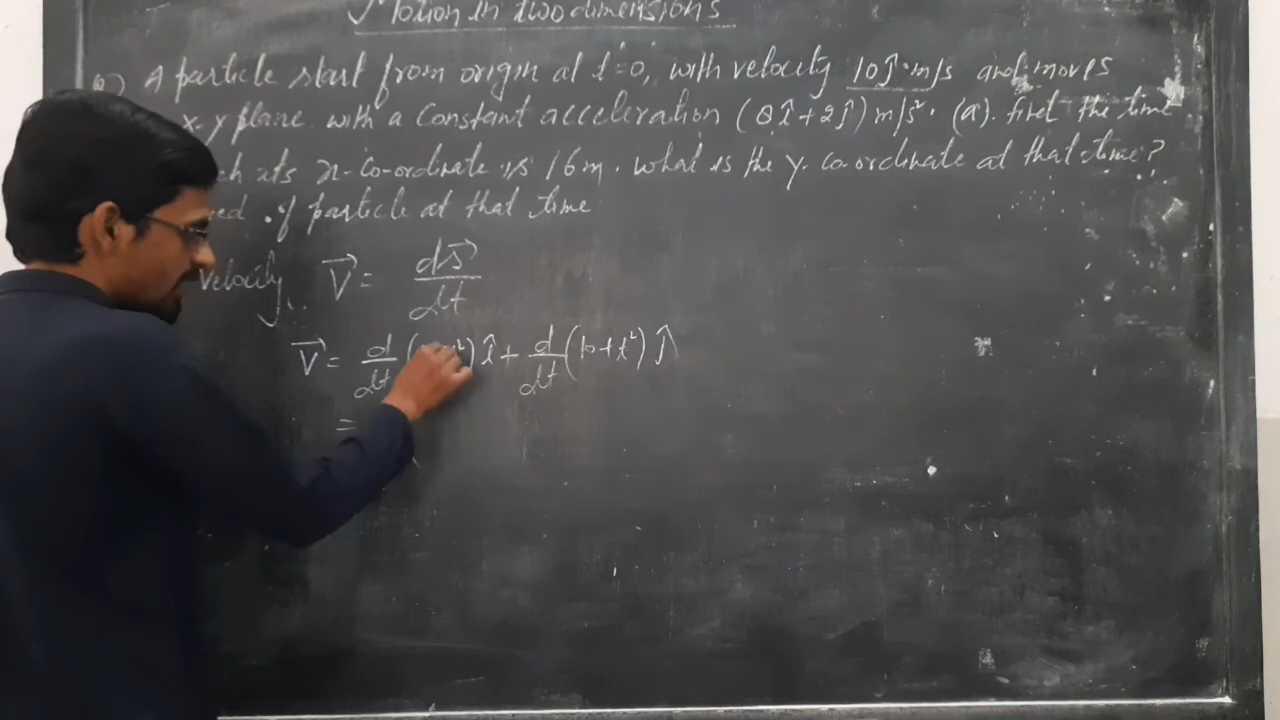 Motion in two dimensions
Q) A particle start from origin at t=0, with velocity 10ĵ m/s and moves
x-y plane with a constant acceleration (8î+2ĵ) m/s². (a). find the time
its x-co-ordinate is 16m. what is the y-co-ordinate at that time?
of particle at that time
Velocity, V⃗ = ds⃗/dt
V⃗ = d/dt ( ²) î + d/dt (10+t²) ĵ
=